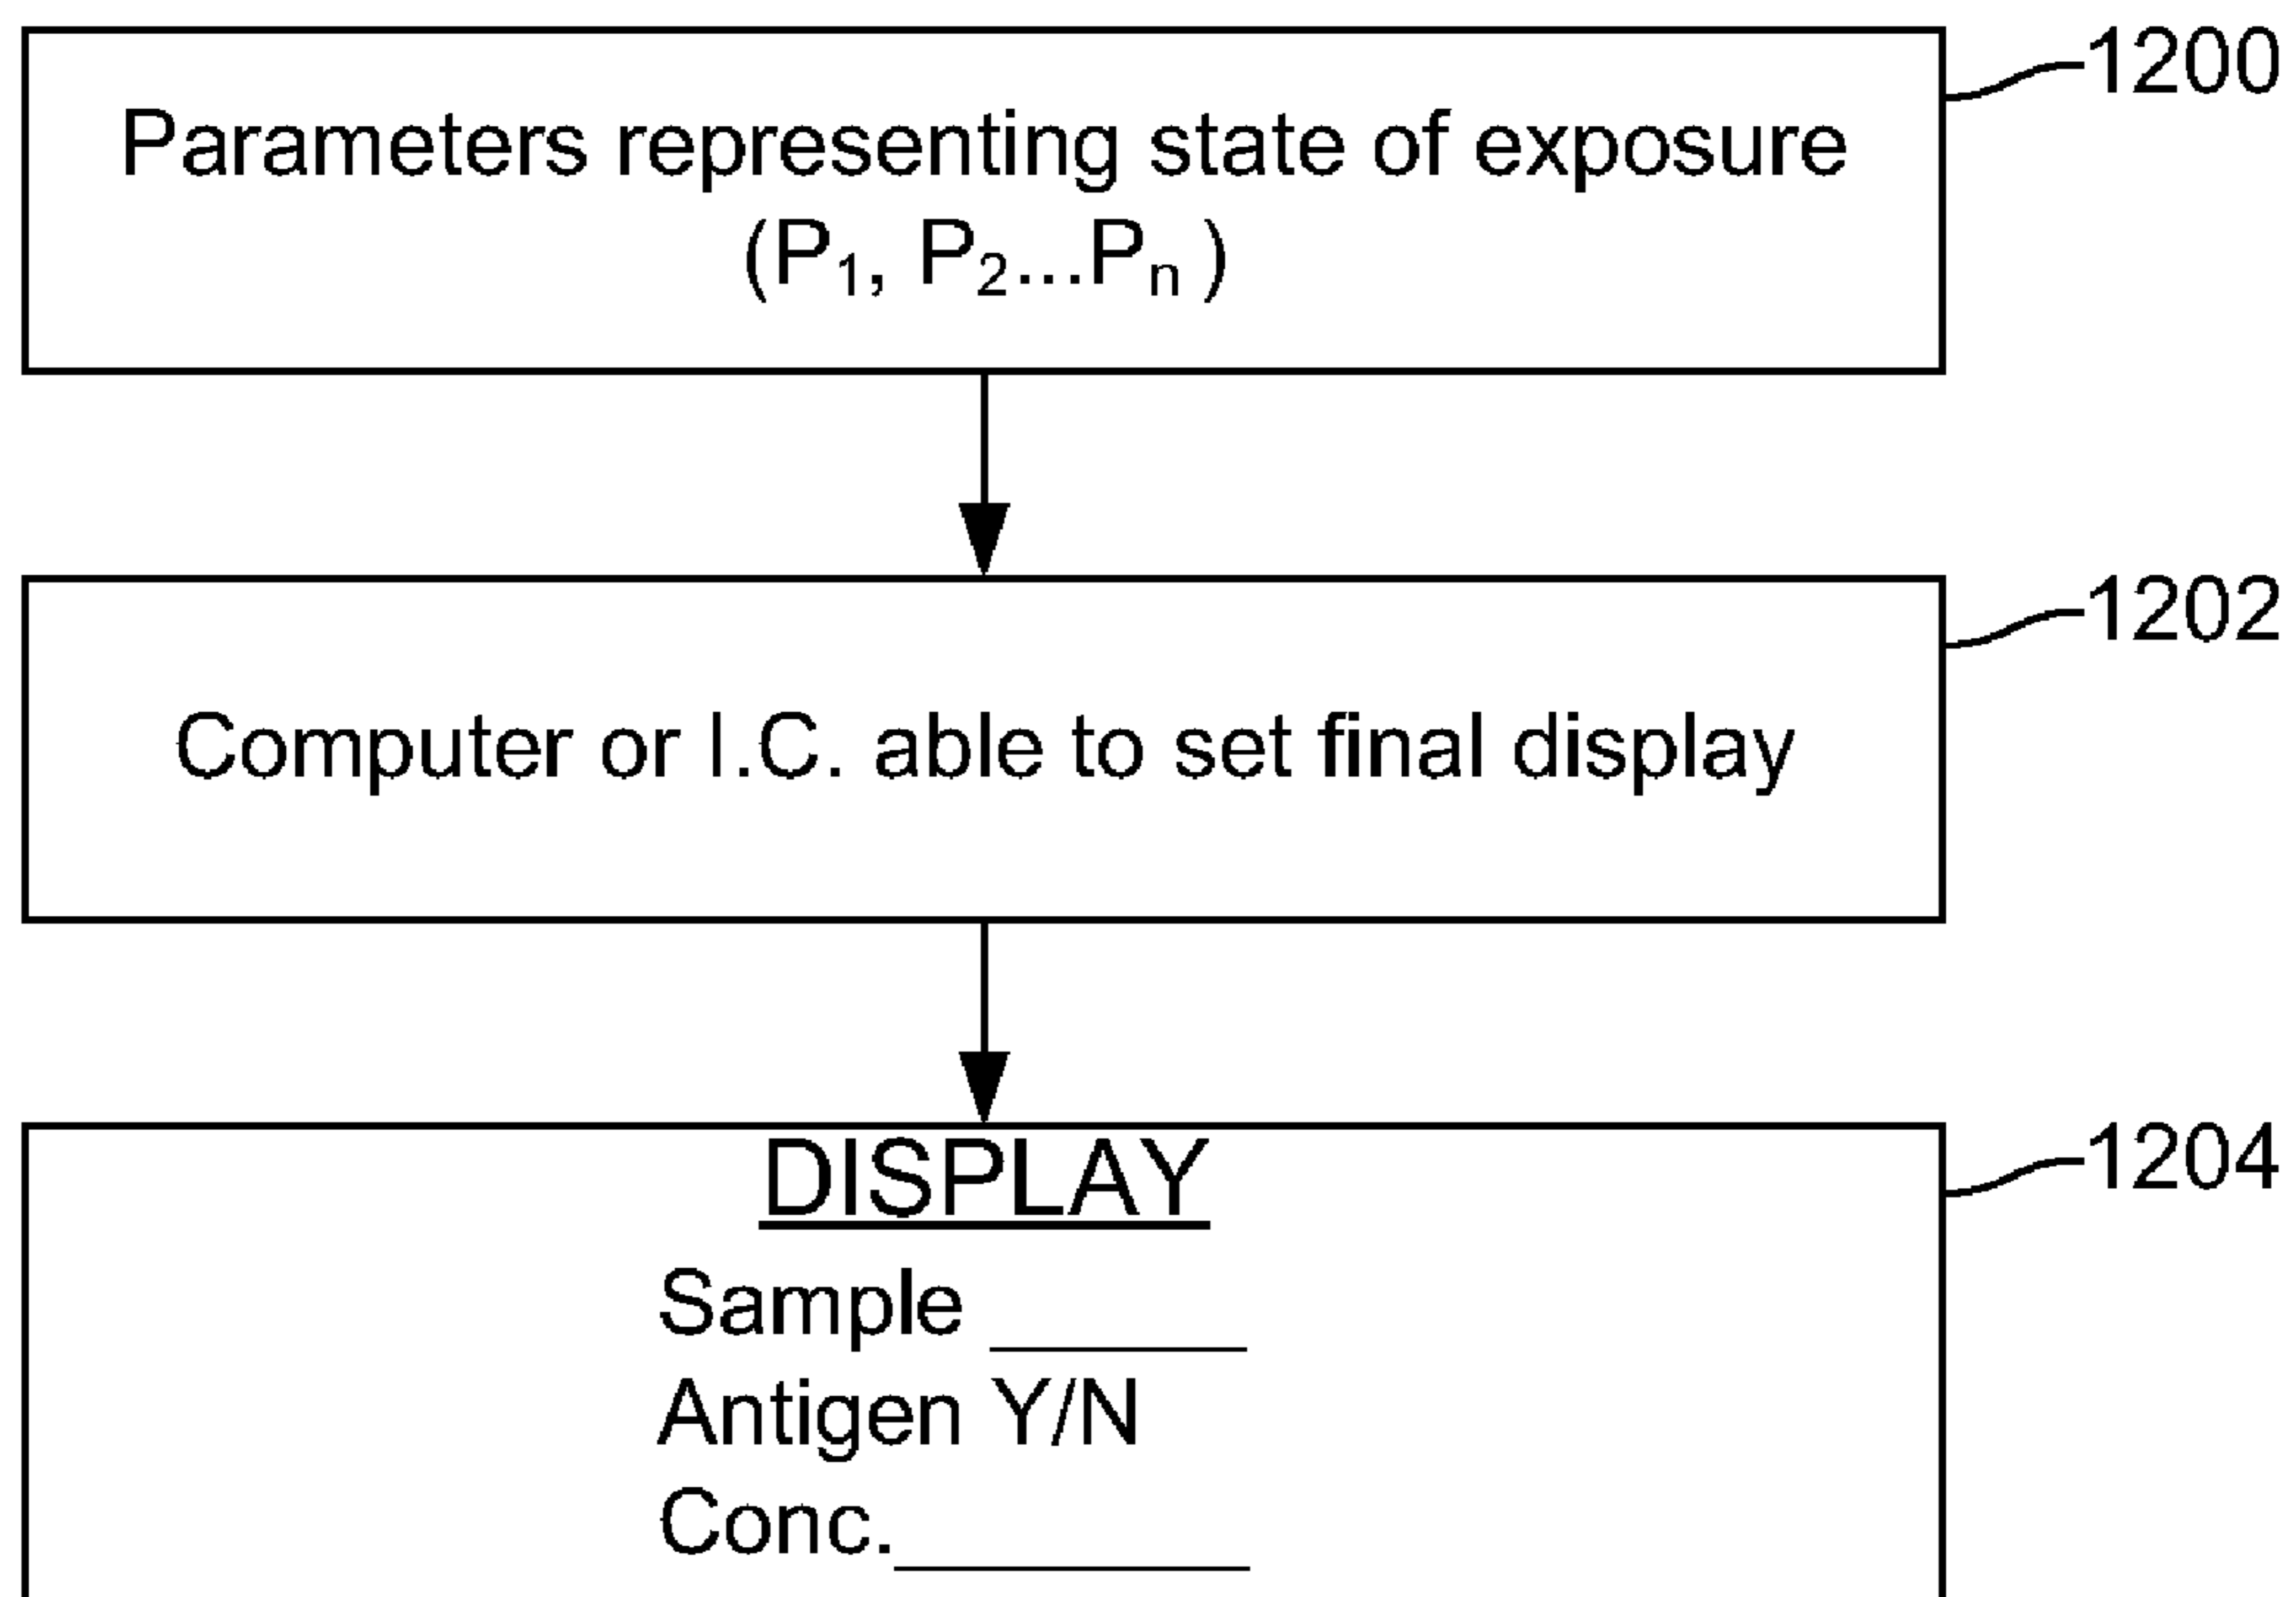 1200
Parameters representing state of exposure
(P₁, P₂...Pₙ)
1202
Computer or I.C. able to set final display
1204
DISPLAY
Sample ________
Antigen Y/N
Conc.___________